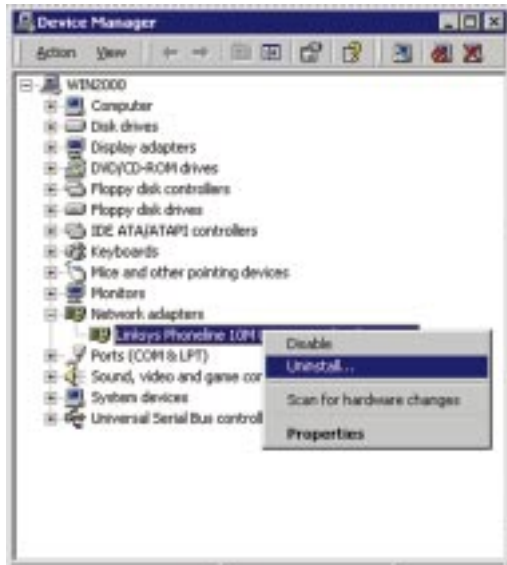 Device Manager
Action View
WIN2000
Computer
Disk drives
Display adapters
DVD/CD-ROM drives
Floppy disk controllers
Floppy disk drives
IDE ATA/ATAPI controllers
Keyboards
Mice and other pointing devices
Monitors
Network adapters
Linksys Phoneline 10M
Ports (COM & LPT)
Sound, video and game con
System devices
Universal Serial Bus control
Disable
Uninstall...
Scan for hardware changes
Properties